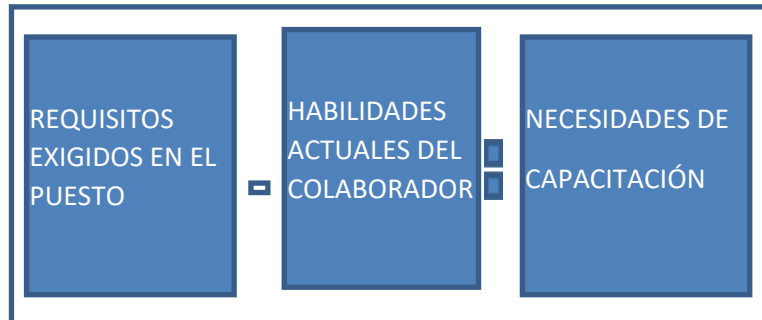 REQUISITOS
EXIGIDOS EN EL
PUESTO
HABILIDADES
ACTUALES DEL
COLABORADOR
NECESIDADES DE
CAPACITACIÓN